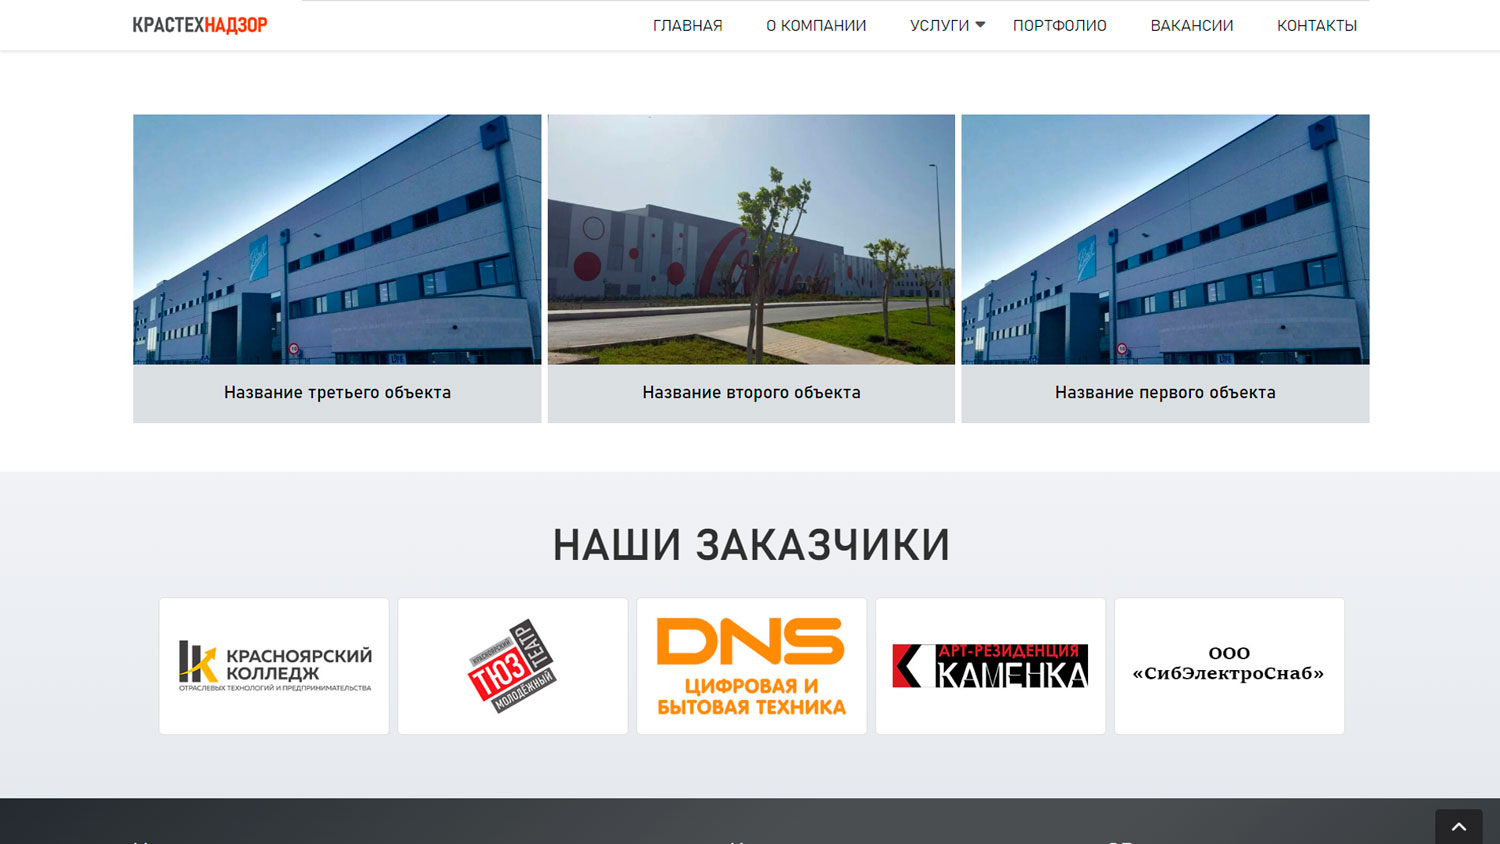 КРАСТЕХНАДЗОР
ГЛАВНАЯ
О КОМПАНИИ
УСЛУГИ
ПОРТФОЛИО
ВАКАНСИИ
КОНТАКТЫ
Название третьего объекта
Название второго объекта
Название первого объекта
НАШИ ЗАКАЗЧИКИ
КРАСНОЯРСКИЙ
КОЛЛЕДЖ
ОТРАСЛЕВЫХ ТЕХНОЛОГИЙ И ПРЕДПРИНИМАТЕЛЬСТВА
КРАСНОЯРСКИЙ
ТЮЗ
ТЕАТР
МОЛОДЁЖНЫЙ
DNS
ЦИФРОВАЯ И
БЫТОВАЯ ТЕХНИКА
АРТ-РЕЗИДЕНЦИЯ
КАМЕНКА
ООО
«СибЭлектроСнаб»